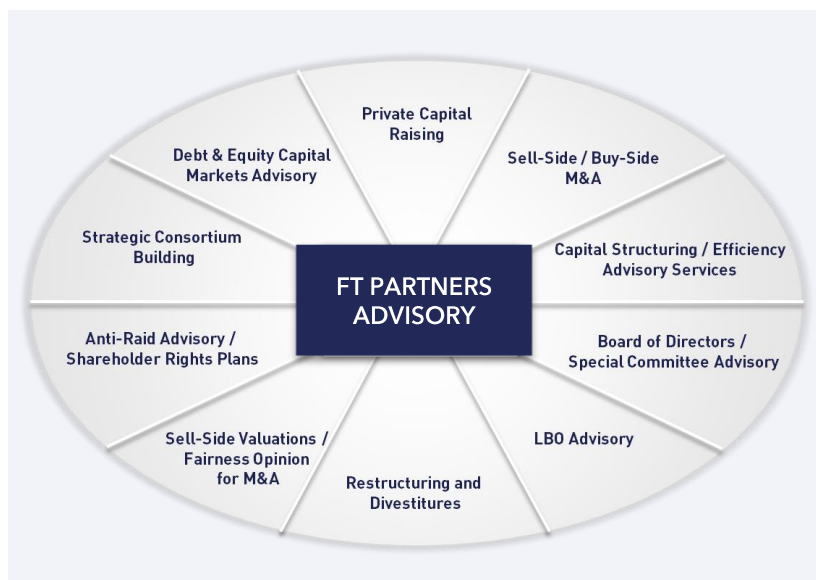 Private Capital
Raising
Sell-Side / Buy-Side
M&A
Capital Structuring / Efficiency
Advisory Services
Board of Directors /
Special Committee Advisory
LBO Advisory
Restructuring and
Divestitures
Sell-Side Valuations /
Fairness Opinion
for M&A
Anti-Raid Advisory /
Shareholder Rights Plans
Strategic Consortium
Building
Debt & Equity Capital
Markets Advisory
FT PARTNERS
ADVISORY